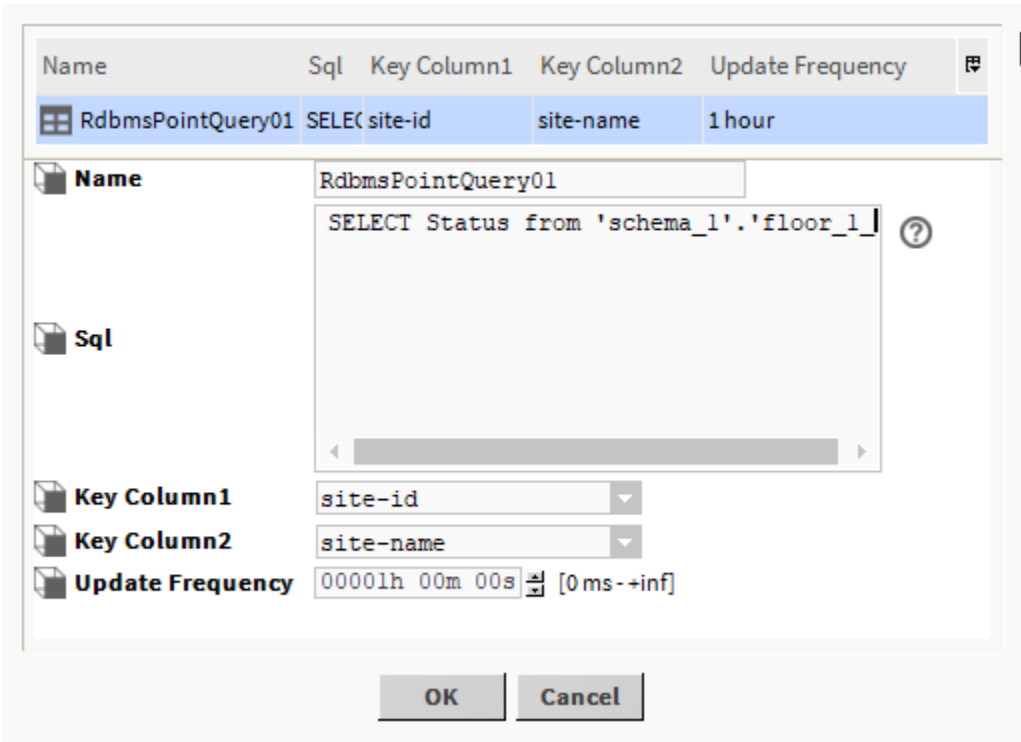 Name Sql Key Column1 Key Column2 Update Frequency
RdbmsPointQuery01 SELEC site-id site-name 1 hour
Name RdbmsPointQuery01
SELECT Status from 'schema_1'.'floor_1_
Sql
Key Column1 site-id
Key Column2 site-name
Update Frequency 00001h 00m 00s [0 ms - +inf]
OK Cancel